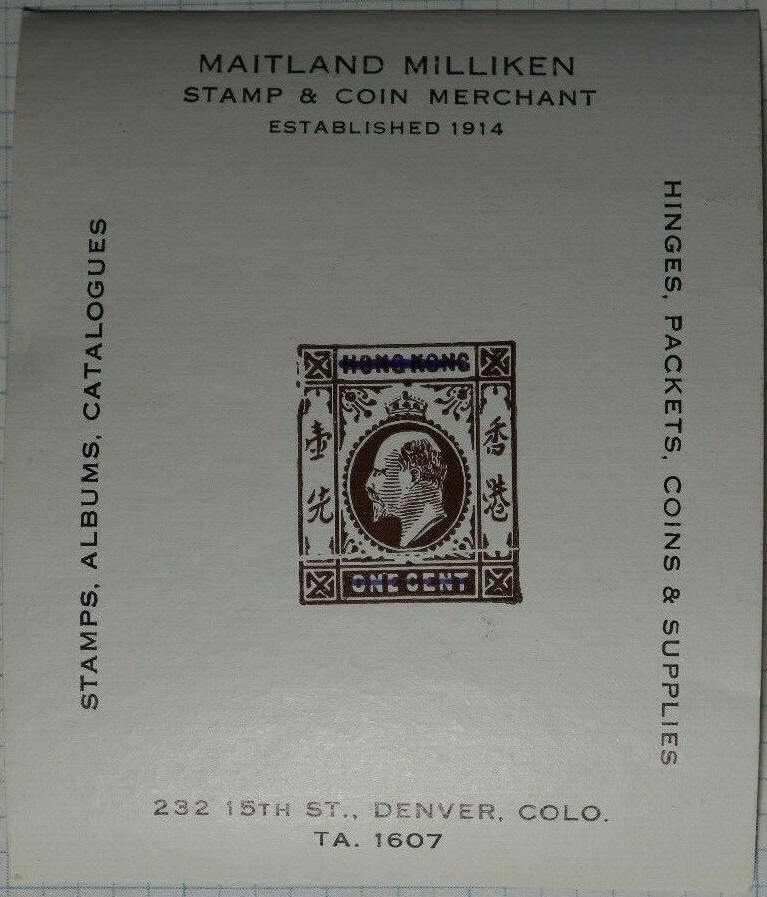 MAITLAND MILLIKEN
STAMP & COIN MERCHANT
ESTABLISHED 1914
STAMPS, ALBUMS, CATALOGUES
HINGES, PACKETS, COINS & SUPPLIES
HONG KONG
壹先
香港
ONE CENT
232 15TH ST., DENVER, COLO.
TA. 1607